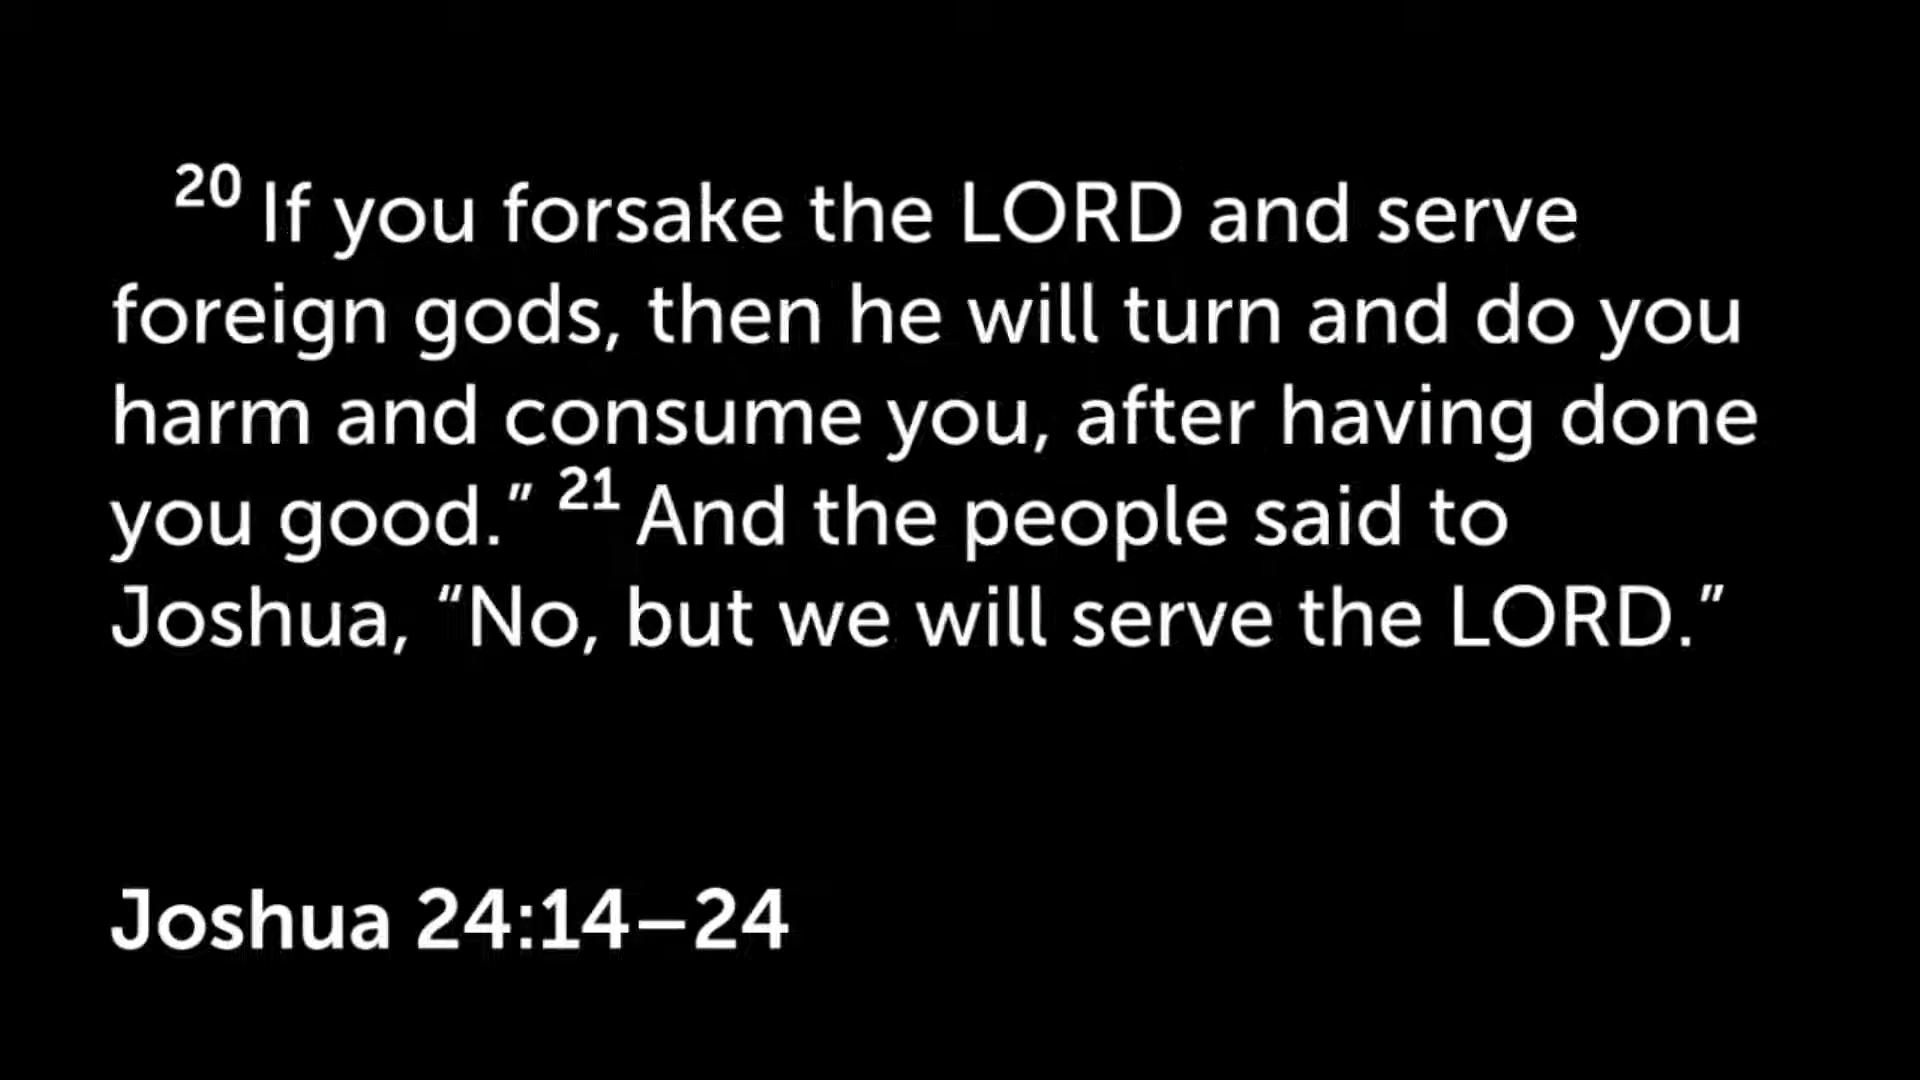 20 If you forsake the LORD and serve
foreign gods, then he will turn and do you
harm and consume you, after having done
you good.” 21 And the people said to
Joshua, “No, but we will serve the LORD.”
Joshua 24:14–24